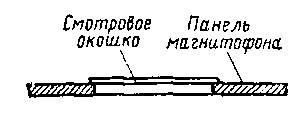 Смотровое
окошко
Панель
магнитофона